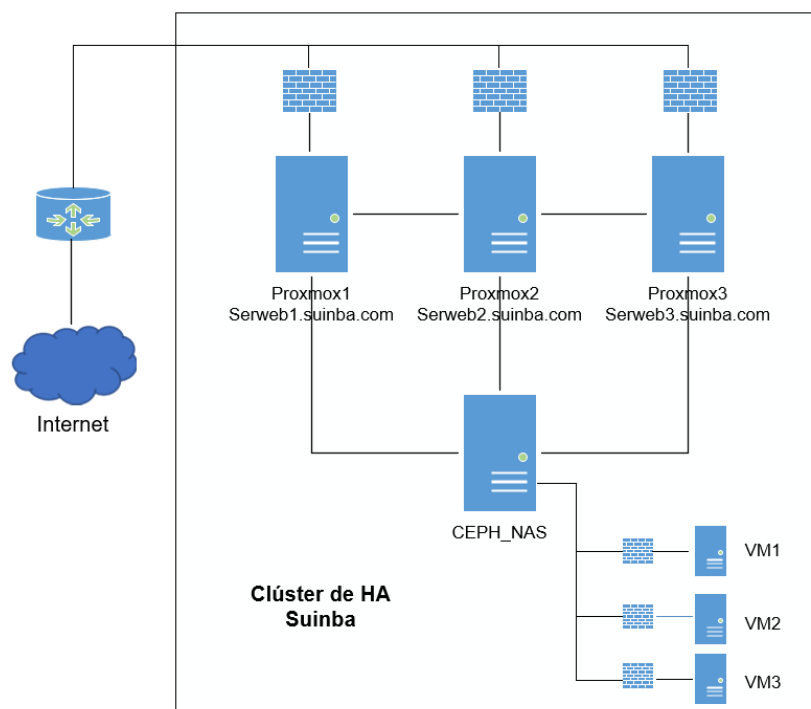 Proxmox1
Serweb1.suinba.com
Proxmox2
Serweb2.suinba.com
Proxmox3
Serweb3.suinba.com
Internet
CEPH_NAS
VM1
Clúster de HA
Suinba
VM2
VM3